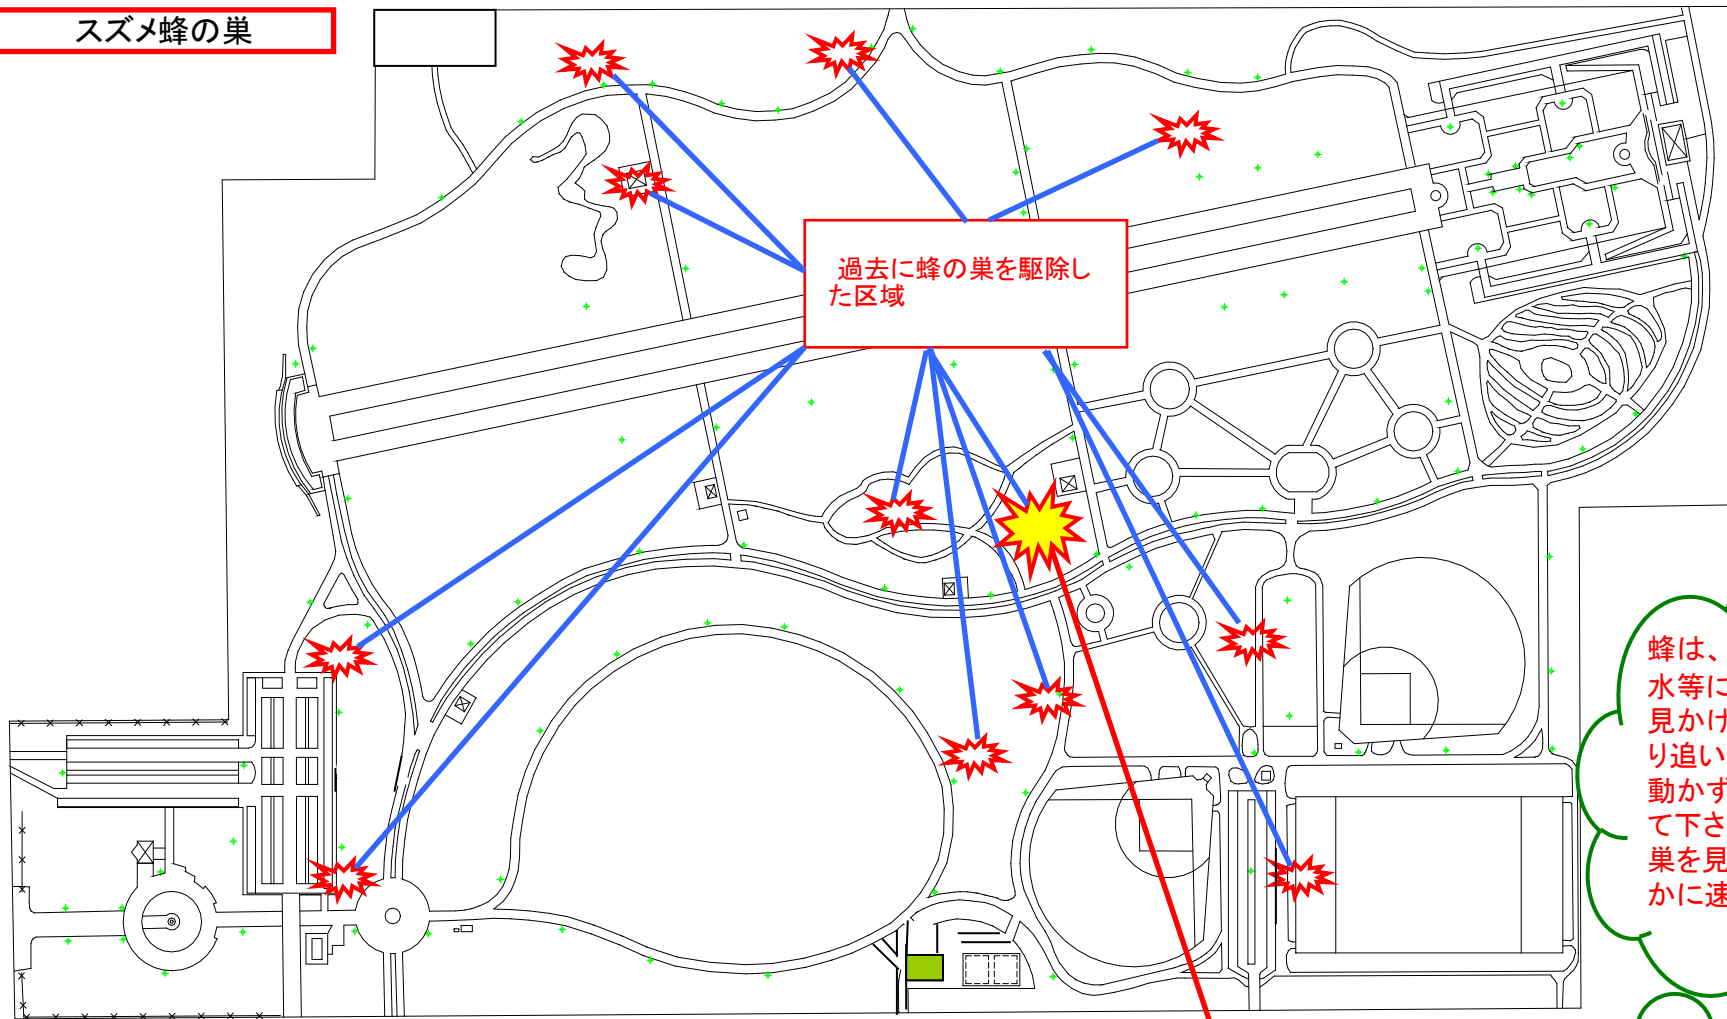 スズメ蜂の巣
過去に蜂の巣を駆除し
た区域
蜂は、
水等に
見かけ
り追い
動かず
て下さ
巣を見
かに速